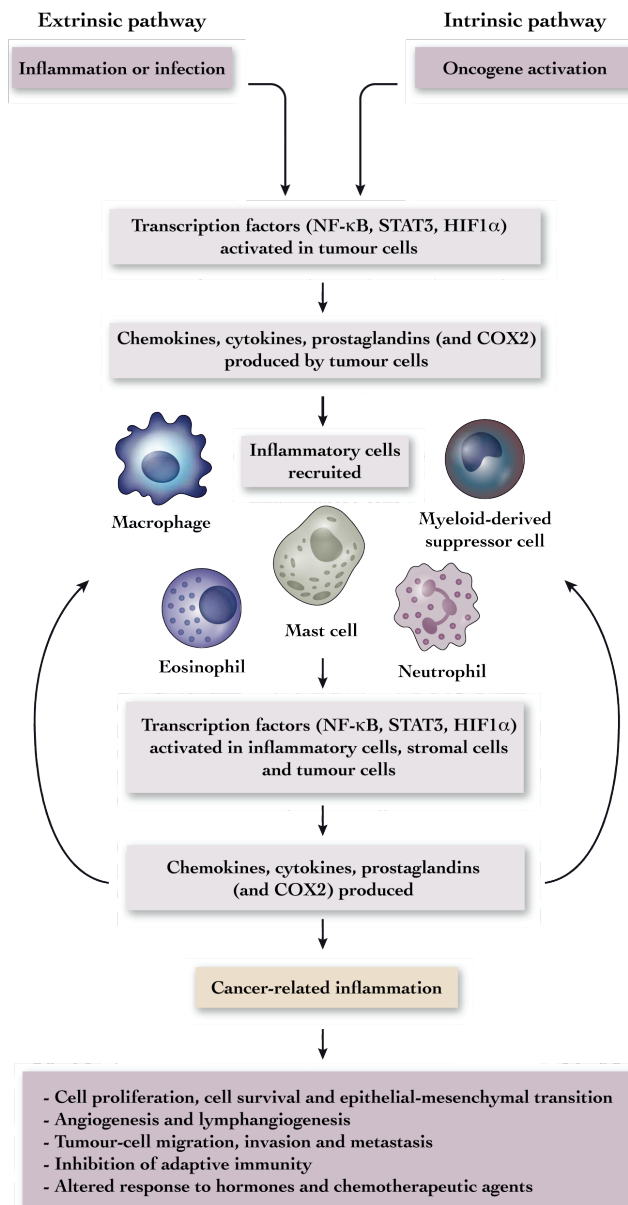 Extrinsic pathway
Intrinsic pathway
Inflammation or infection
Oncogene activation
Transcription factors (NF-κB, STAT3, HIF1α)
activated in tumour cells
Chemokines, cytokines, prostaglandins (and COX2)
produced by tumour cells
Inflammatory cells
recruited
Macrophage
Myeloid-derived
suppressor cell
Mast cell
Eosinophil
Neutrophil
Transcription factors (NF-κB, STAT3, HIF1α)
activated in inflammatory cells, stromal cells
and tumour cells
Chemokines, cytokines, prostaglandins
(and COX2) produced
Cancer-related inflammation
- Cell proliferation, cell survival and epithelial-mesenchymal transition
- Angiogenesis and lymphangiogenesis
- Tumour-cell migration, invasion and metastasis
- Inhibition of adaptive immunity
- Altered response to hormones and chemotherapeutic agents